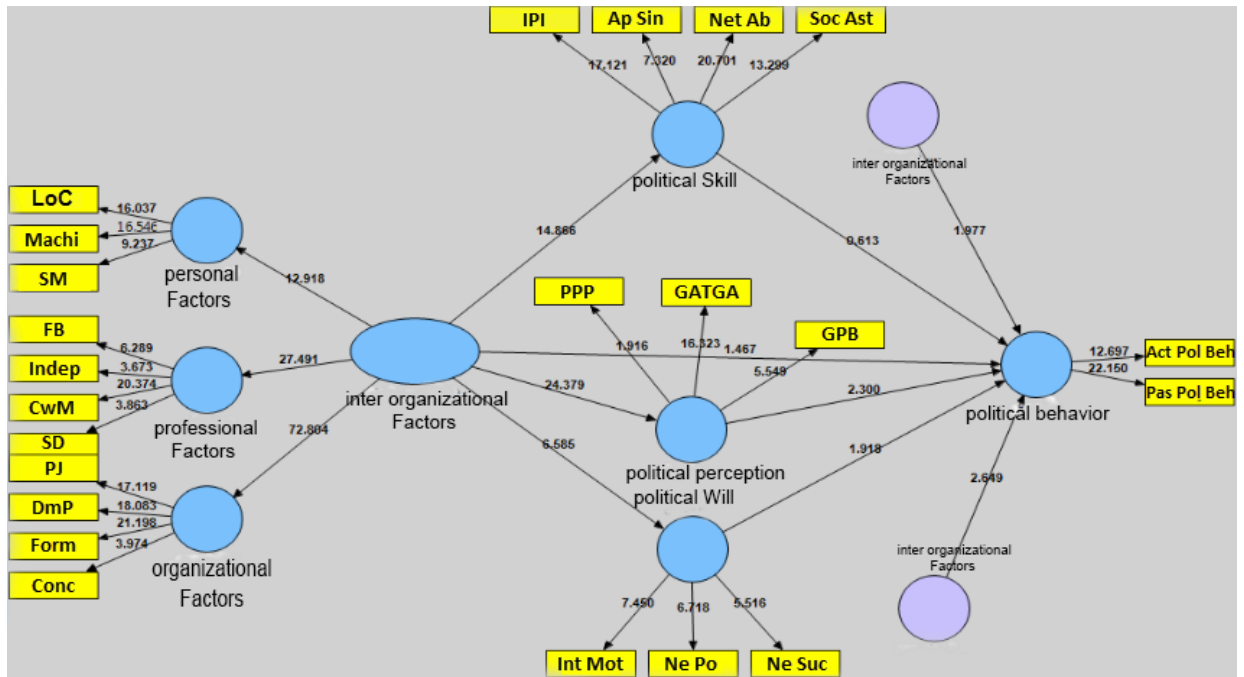 IPI
Ap Sin
Net Ab
Soc Ast
17.121
7.320
20.701
13.299
political Skill
inter organizational
Factors
LoC
Machi
SM
16.037
16.546
9.237
personal
Factors
12.918
14.866
0.613
1.977
PPP
GATGA
GPB
1.916
16.323
5.549
FB
Indep
CwM
SD
6.289
3.673
20.374
3.863
professional
Factors
27.491
inter organizational
Factors
1.467
24.379
2.300
political behavior
12.697
22.150
Act Pol Beh
Pas Pol Beh
72.804
6.585
political perception
political Will
1.918
2.649
PJ
DmP
Form
Conc
17.119
18.083
21.198
3.974
organizational
Factors
inter organizational
Factors
7.450
6.718
5.516
Int Mot
Ne Po
Ne Suc